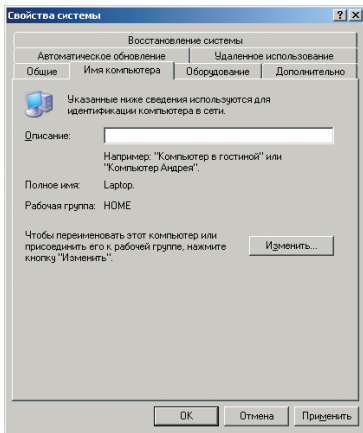 Свойства системы
Восстановление системы
Автоматическое обновление Удаленное использование
Общие Имя компьютера Оборудование Дополнительно
Указанные ниже сведения используются для
идентификации компьютера в сети.
Описание:
Например: "Компьютер в гостиной" или
"Компьютер Андрея".
Полное имя: Laptop.
Рабочая группа: HOME
Чтобы переименовать этот компьютер или
присоединить его к рабочей группе, нажмите
кнопку "Изменить".
Изменить...
OK Отмена Применить